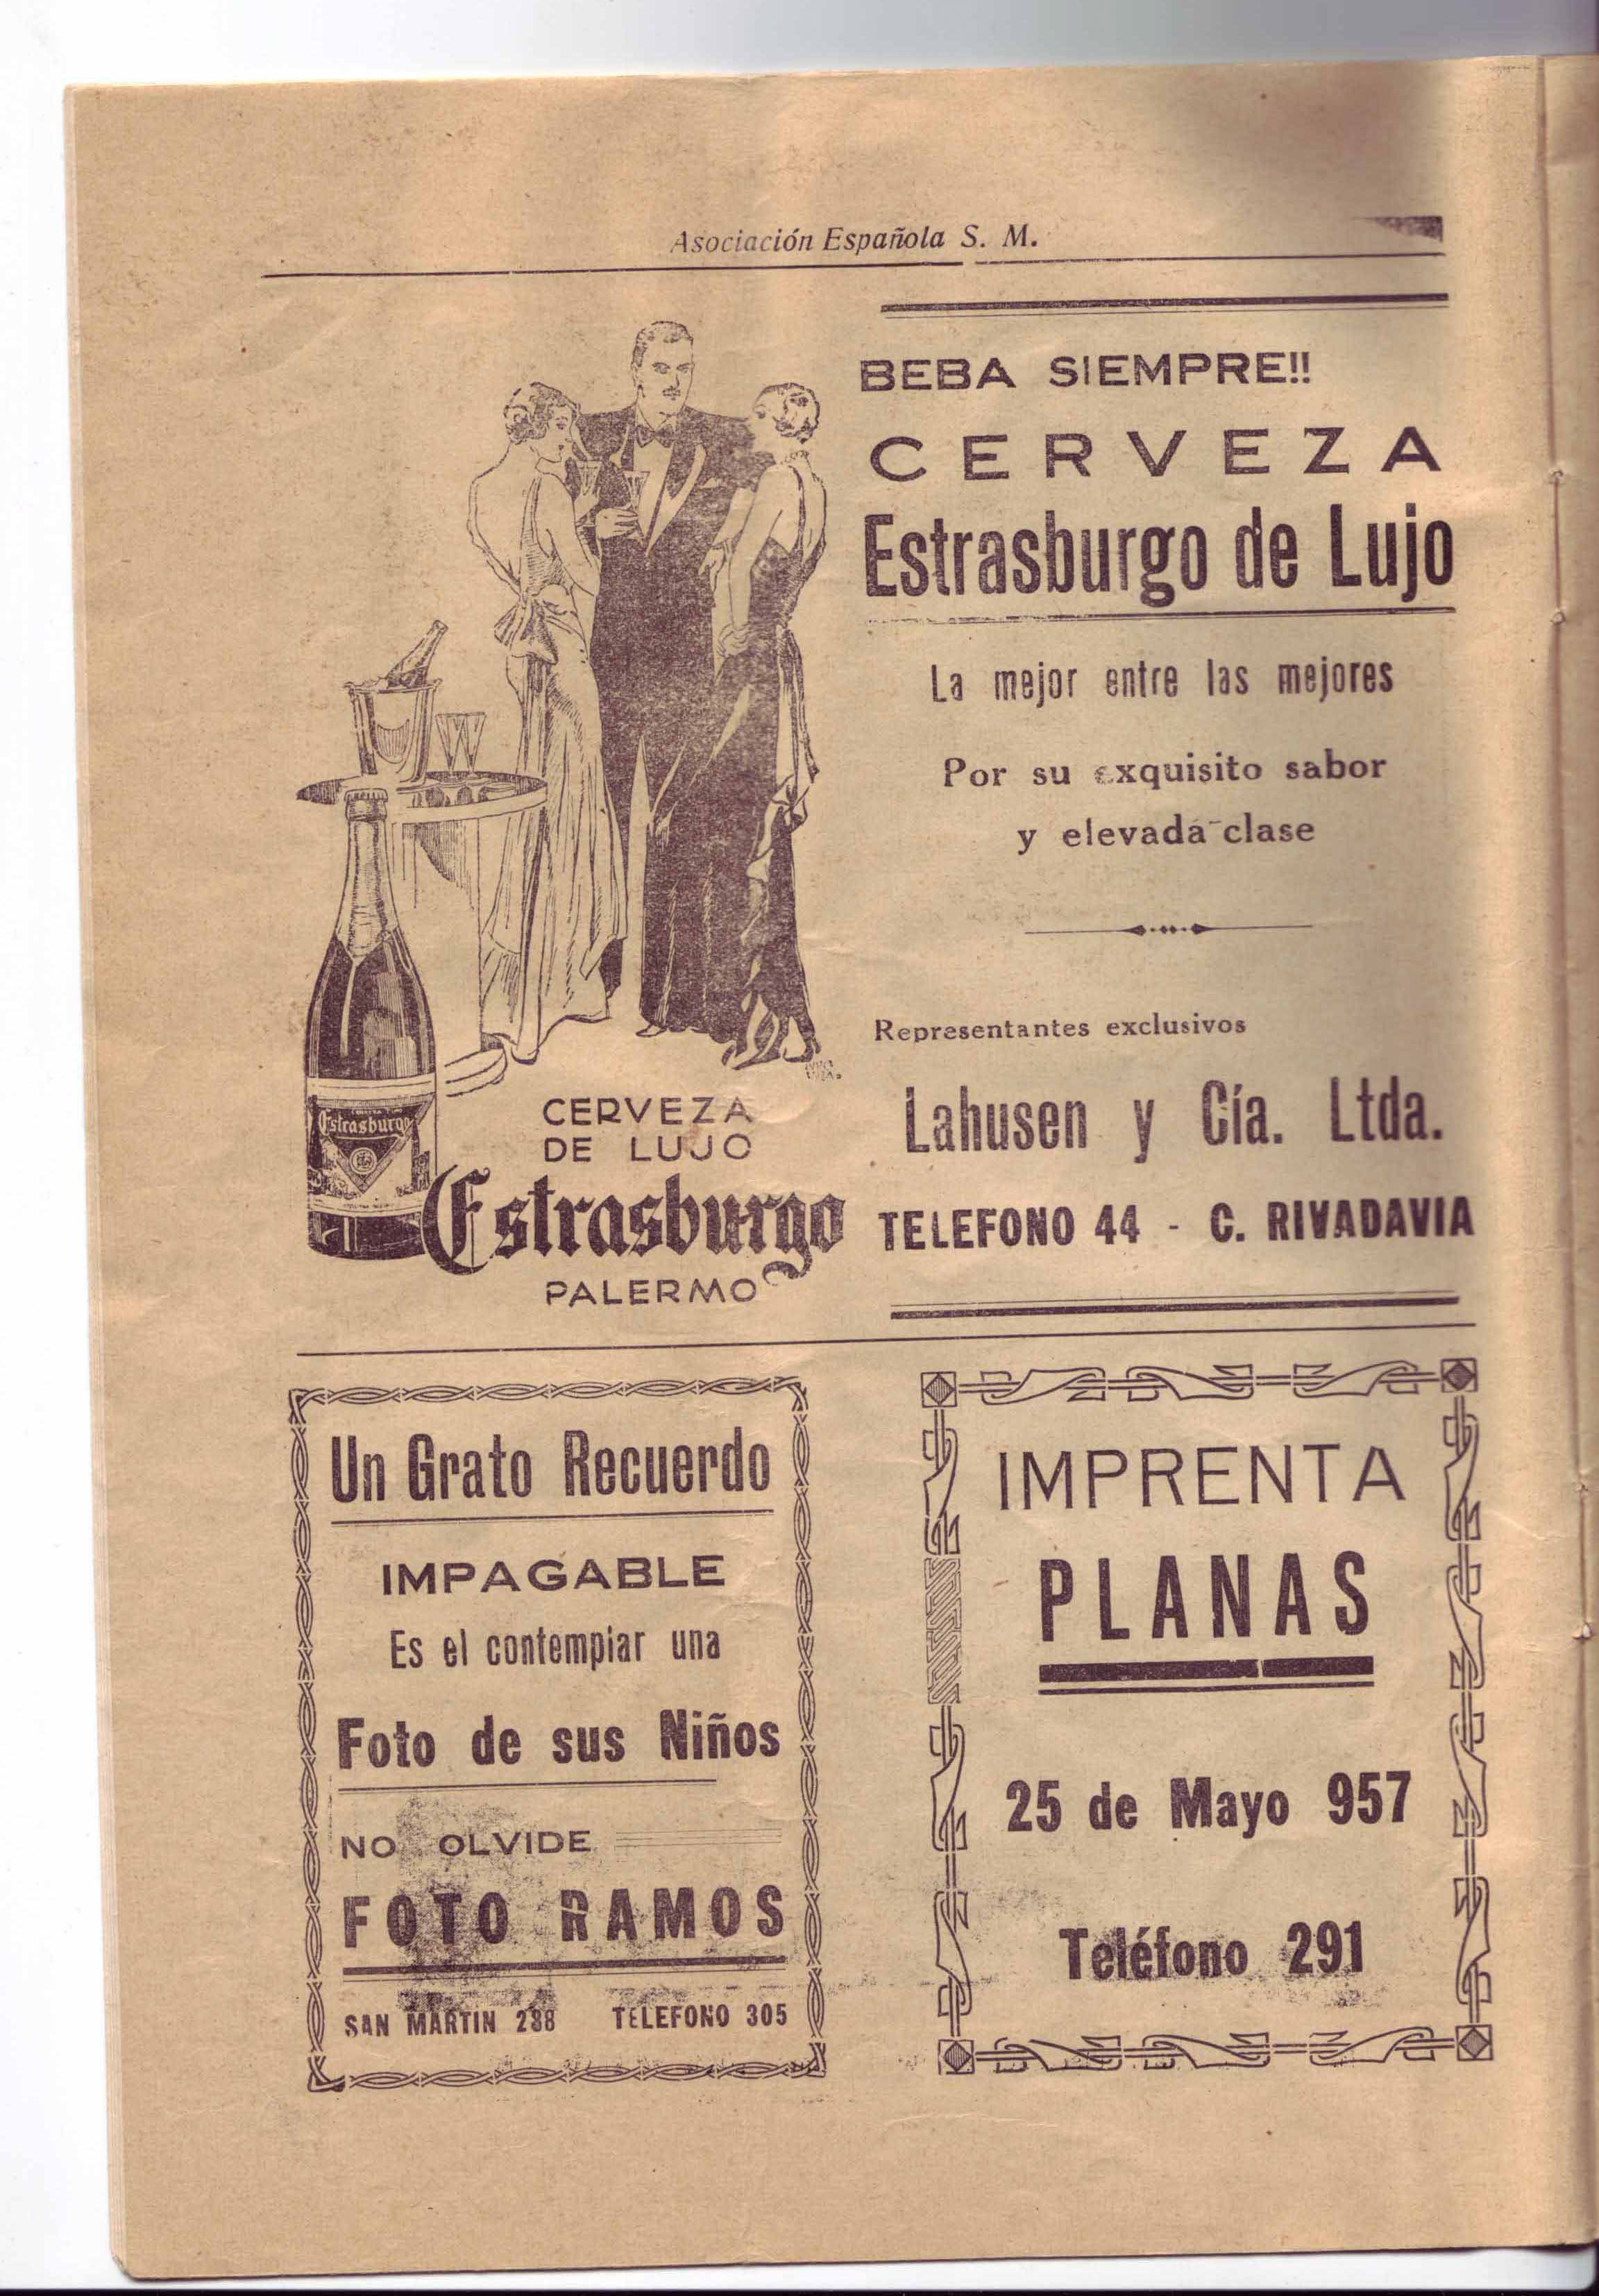 Asociación Española S. M.
BEBA SIEMPRE!!
CERVEZA
Estrasburgo de Lujo
La mejor entre las mejores
Por su exquisito sabor
y elevada clase
Representantes exclusivos
Lahusen y Cía. Ltda.
TELEFONO 44 - C. RIVADAVIA
Estrasburgo
CERVEZA
DE LUJO
Estrasburgo
PALERMO
Un Grato Recuerdo
IMPAGABLE
Es el contemplar una
Foto de sus Niños
NO OLVIDE
FOTO RAMOS
SAN MARTIN 238 TELEFONO 305
IMPRENTA
PLANAS
25 de Mayo 957
Teléfono 291